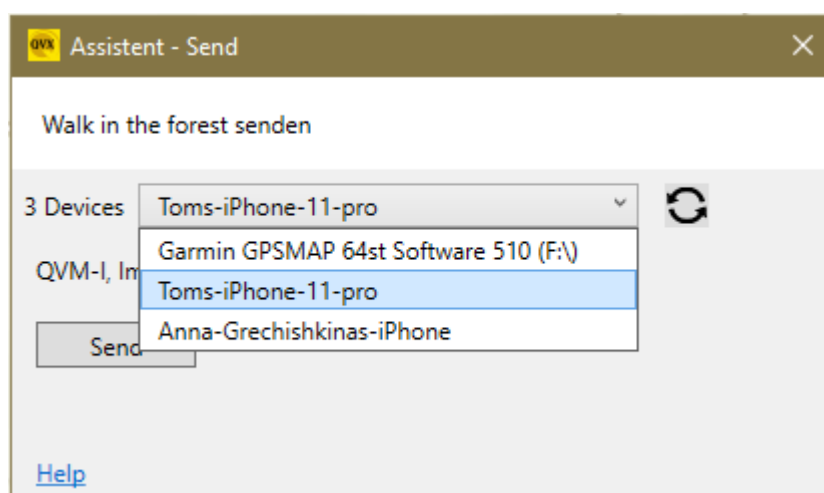 QVX Assistent - Send
Walk in the forest senden
3 Devices Toms-iPhone-11-pro
Garmin GPSMAP 64st Software 510 (F:\)
QVM-I,
Toms-iPhone-11-pro
Anna-Grechishkinas-iPhone
Send
Help